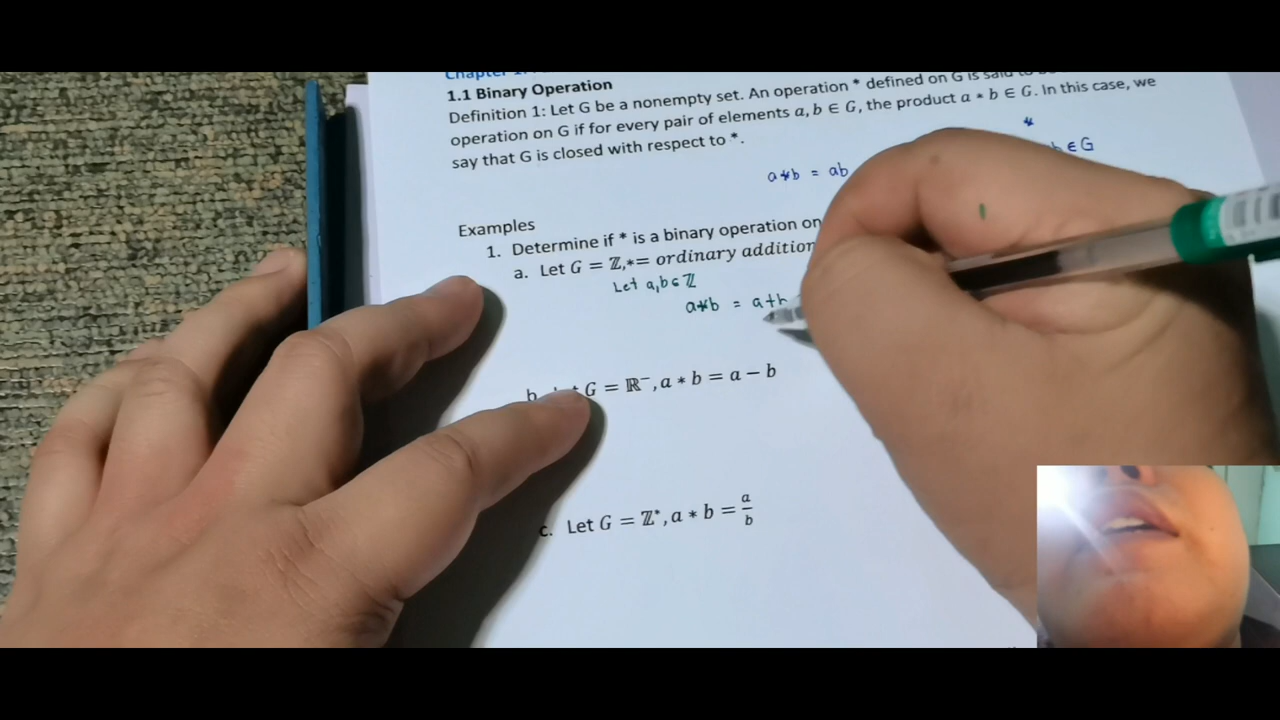 Chapter 1
1.1 Binary Operation
Definition 1: Let G be a nonempty set. An operation * defined on G is said to
operation on G if for every pair of elements a, b ∈ G, the product a * b ∈ G. In this case, we
say that G is closed with respect to *.
*
a*b = ab
b ∈ G
Examples
1. Determine if * is a binary operation on
a. Let G = ℤ,*= ordinary addition
Let a,b ∈ ℤ
a*b = a+b
G = ℝ⁻, a * b = a − b
c. Let G = ℤ*, a * b = a/b